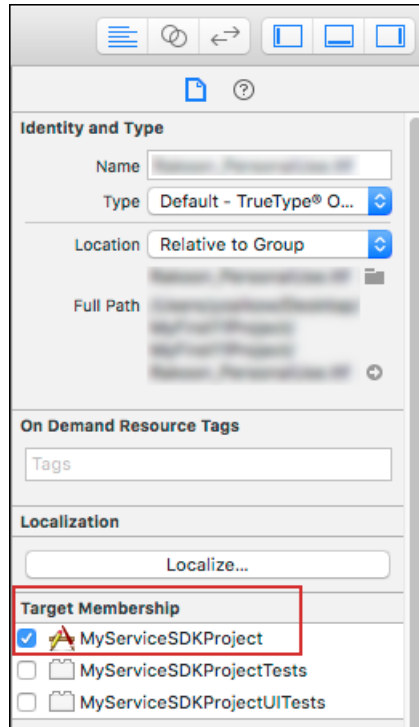 Identity and Type
Name
Type Default - TrueType® O...
Location Relative to Group
Full Path
On Demand Resource Tags
Tags
Localization
Localize...
Target Membership
MyServiceSDKProject
MyServiceSDKProjectTests
MyServiceSDKProjectUITests